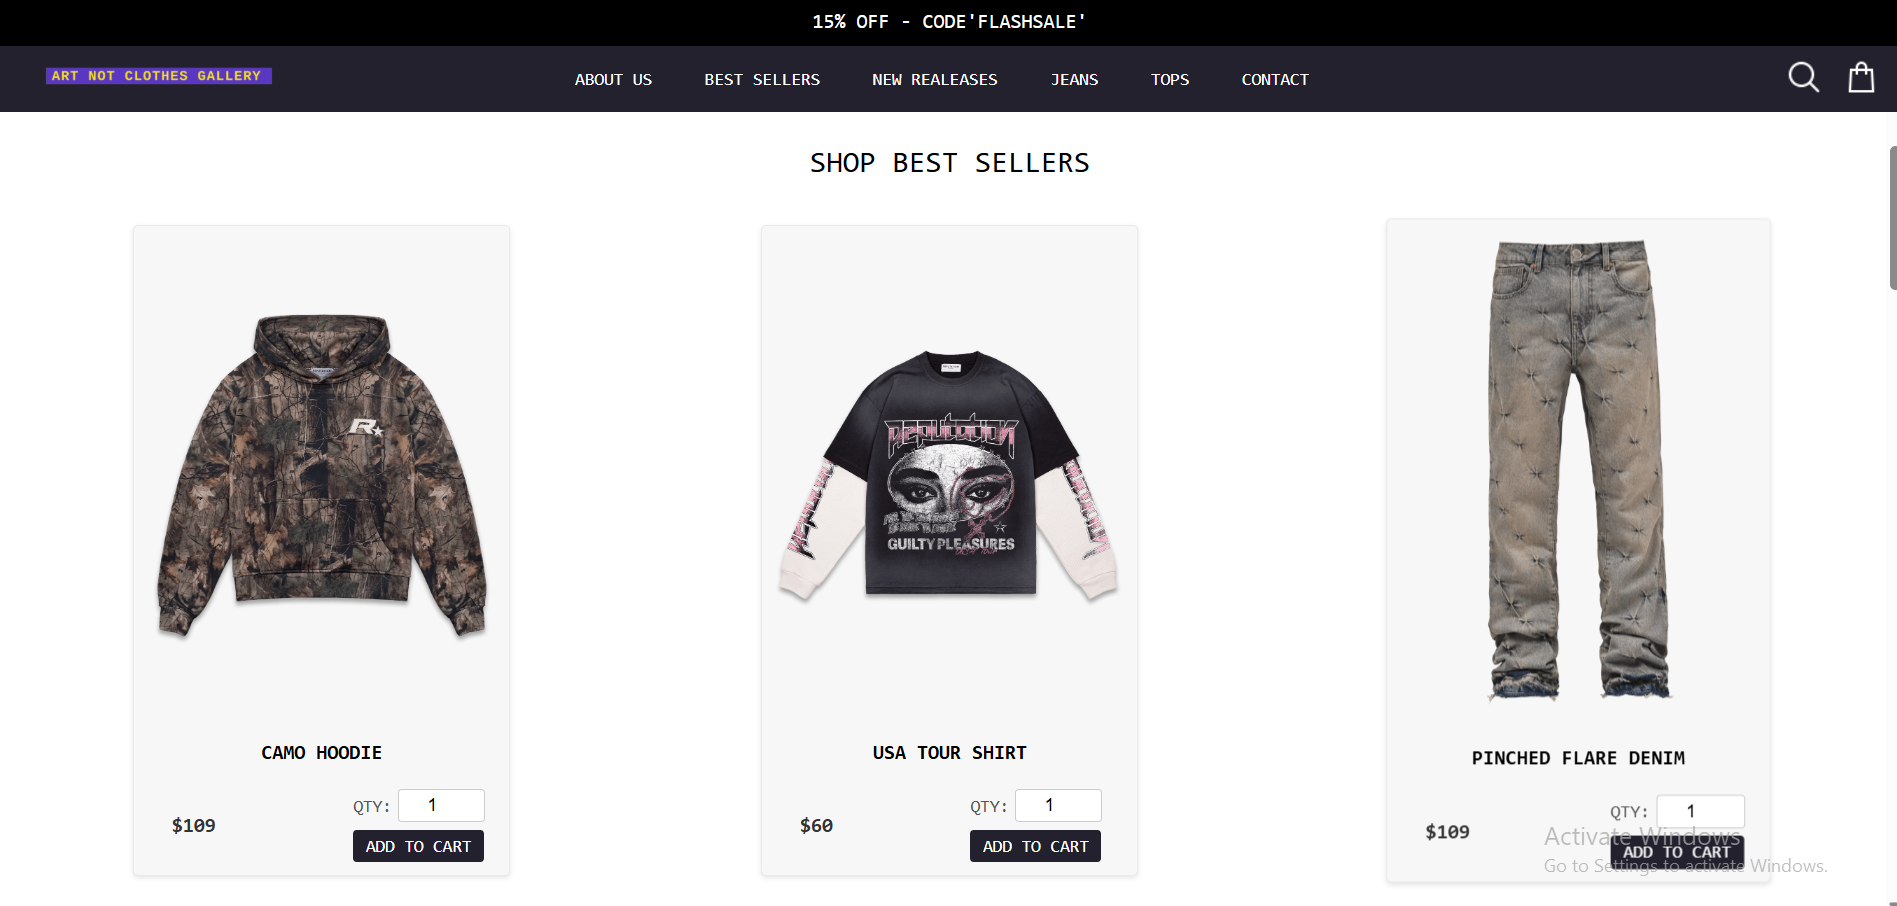 15% OFF - CODE'FLASHSALE'
ART NOT CLOTHES GALLERY
ABOUT US
BEST SELLERS
NEW REALEASES
JEANS
TOPS
CONTACT
SHOP BEST SELLERS
R
GUILTY PLEASURES
CAMO HOODIE
QTY: 1
$109
ADD TO CART
USA TOUR SHIRT
QTY: 1
$60
ADD TO CART
PINCHED FLARE DENIM
QTY: 1
$109
ADD TO CART
Activate Windows
Go to Settings to activate Windows.